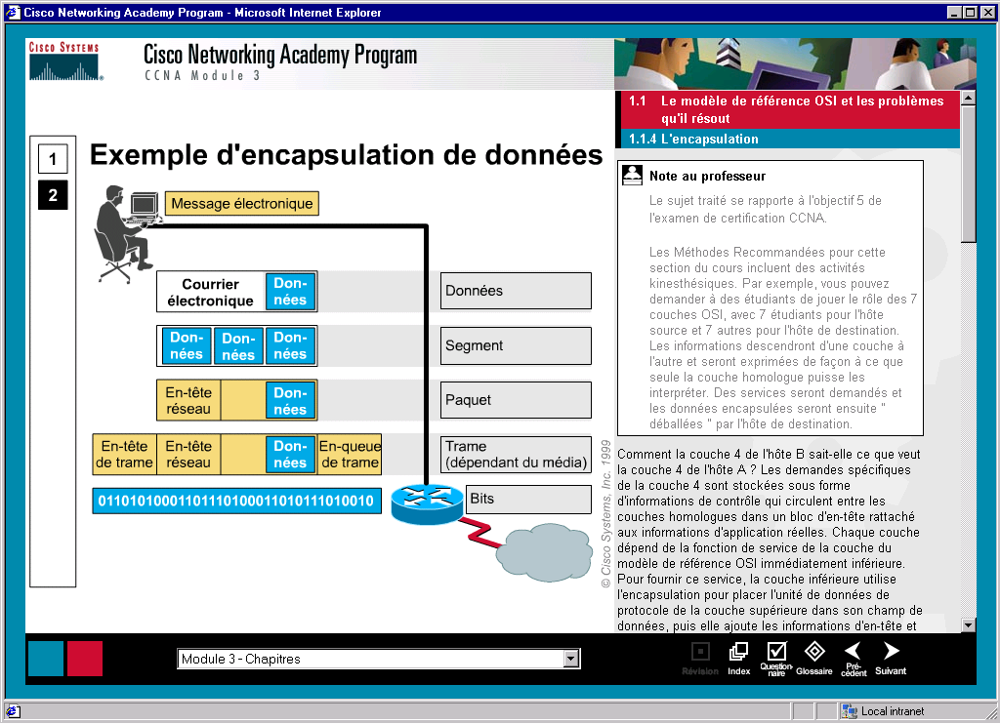 Cisco Networking Academy Program - Microsoft Internet Explorer
CISCO SYSTEMS
Cisco Networking Academy Program
CCNA Module 3
1
2
Exemple d'encapsulation de données
Message électronique
Courrier
électronique
Don-
nées
Données
Don-
nées
Don-
nées
Don-
nées
Segment
En-tête
réseau
Don-
nées
Paquet
En-tête
de trame
En-tête
réseau
Don-
nées
En-queue
de trame
Trame
(dépendant du média)
0110101000110111010001101011101001​0
Bits
© Cisco Systems, Inc. 1999
1.1 Le modèle de référence OSI et les problèmes
qu'il résout
1.1.4 L'encapsulation
Note au professeur
Le sujet traité se rapporte à l'objectif 5 de
l'examen de certification CCNA.
Les Méthodes Recommandées pour cette
section du cours incluent des activités
kinesthésiques. Par exemple, vous pouvez
demander à des étudiants de jouer le rôle des 7
couches OSI, avec 7 étudiants pour l'hôte
source et 7 autres pour l'hôte de destination.
Les informations descendront d'une couche à
l'autre et seront exprimées de façon à ce que
seule la couche homologue puisse les
interpréter. Des services seront demandés et
les données encapsulées seront ensuite "
déballées " par l'hôte de destination.
Comment la couche 4 de l'hôte B sait-elle ce que veut
la couche 4 de l'hôte A ? Les demandes spécifiques
de la couche 4 sont stockées sous forme
d'informations de contrôle qui circulent entre les
couches homologues dans un bloc d'en-tête rattaché
aux informations d'application réelles. Chaque couche
dépend de la fonction de service de la couche du
modèle de référence OSI immédiatement inférieure.
Pour fournir ce service, la couche inférieure utilise
l'encapsulation pour placer l'unité de données de
protocole de la couche supérieure dans son champ de
données, puis elle ajoute les informations d'en-tête et
Module 3 - Chapitres
Révision
Index
Question-
naire
Glossaire
Pré-
cédent
Suivant
Local intranet